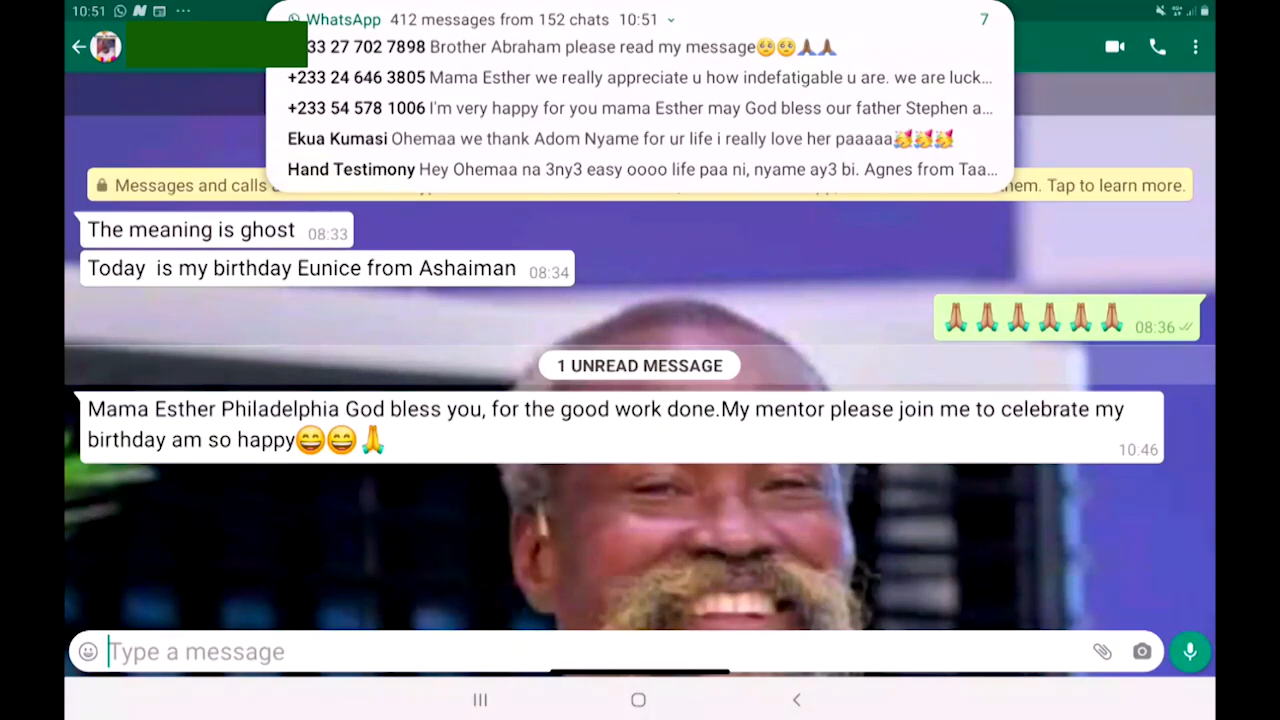 10:51
WhatsApp 412 messages from 152 chats 10:51 7
33 27 702 7898 Brother Abraham please read my message🥺🥺🙏🏾🙏🏾
+233 24 646 3805 Mama Esther we really appreciate u how indefatigable u are. we are luck...
+233 54 578 1006 I'm very happy for you mama Esther may God bless our father Stephen a...
Ekua Kumasi Ohemaa we thank Adom Nyame for ur life i really love her paaaaa🥳🥳🥳
Hand Testimony Hey Ohemaa na 3ny3 easy oooo life paa ni, nyame ay3 bi. Agnes from Taa...
Messages and calls them. Tap to learn more.
The meaning is ghost 08:33
Today is my birthday Eunice from Ashaiman 08:34
🙏🏽🙏🏽🙏🏽🙏🏽🙏🏽🙏🏽 08:36
1 UNREAD MESSAGE
Mama Esther Philadelphia God bless you, for the good work done.My mentor please join me to celebrate my
birthday am so happy😄😄🙏
10:46
Type a message